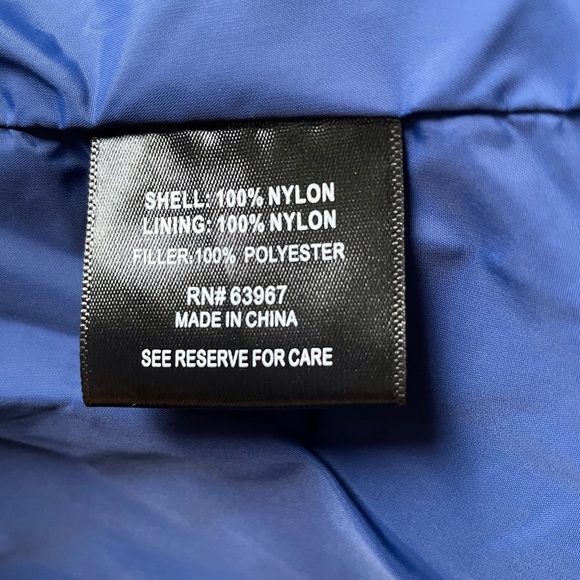 SHELL: 100% NYLON
LINING: 100% NYLON
FILLER:100% POLYESTER
RN# 63967
MADE IN CHINA
SEE RESERVE FOR CARE